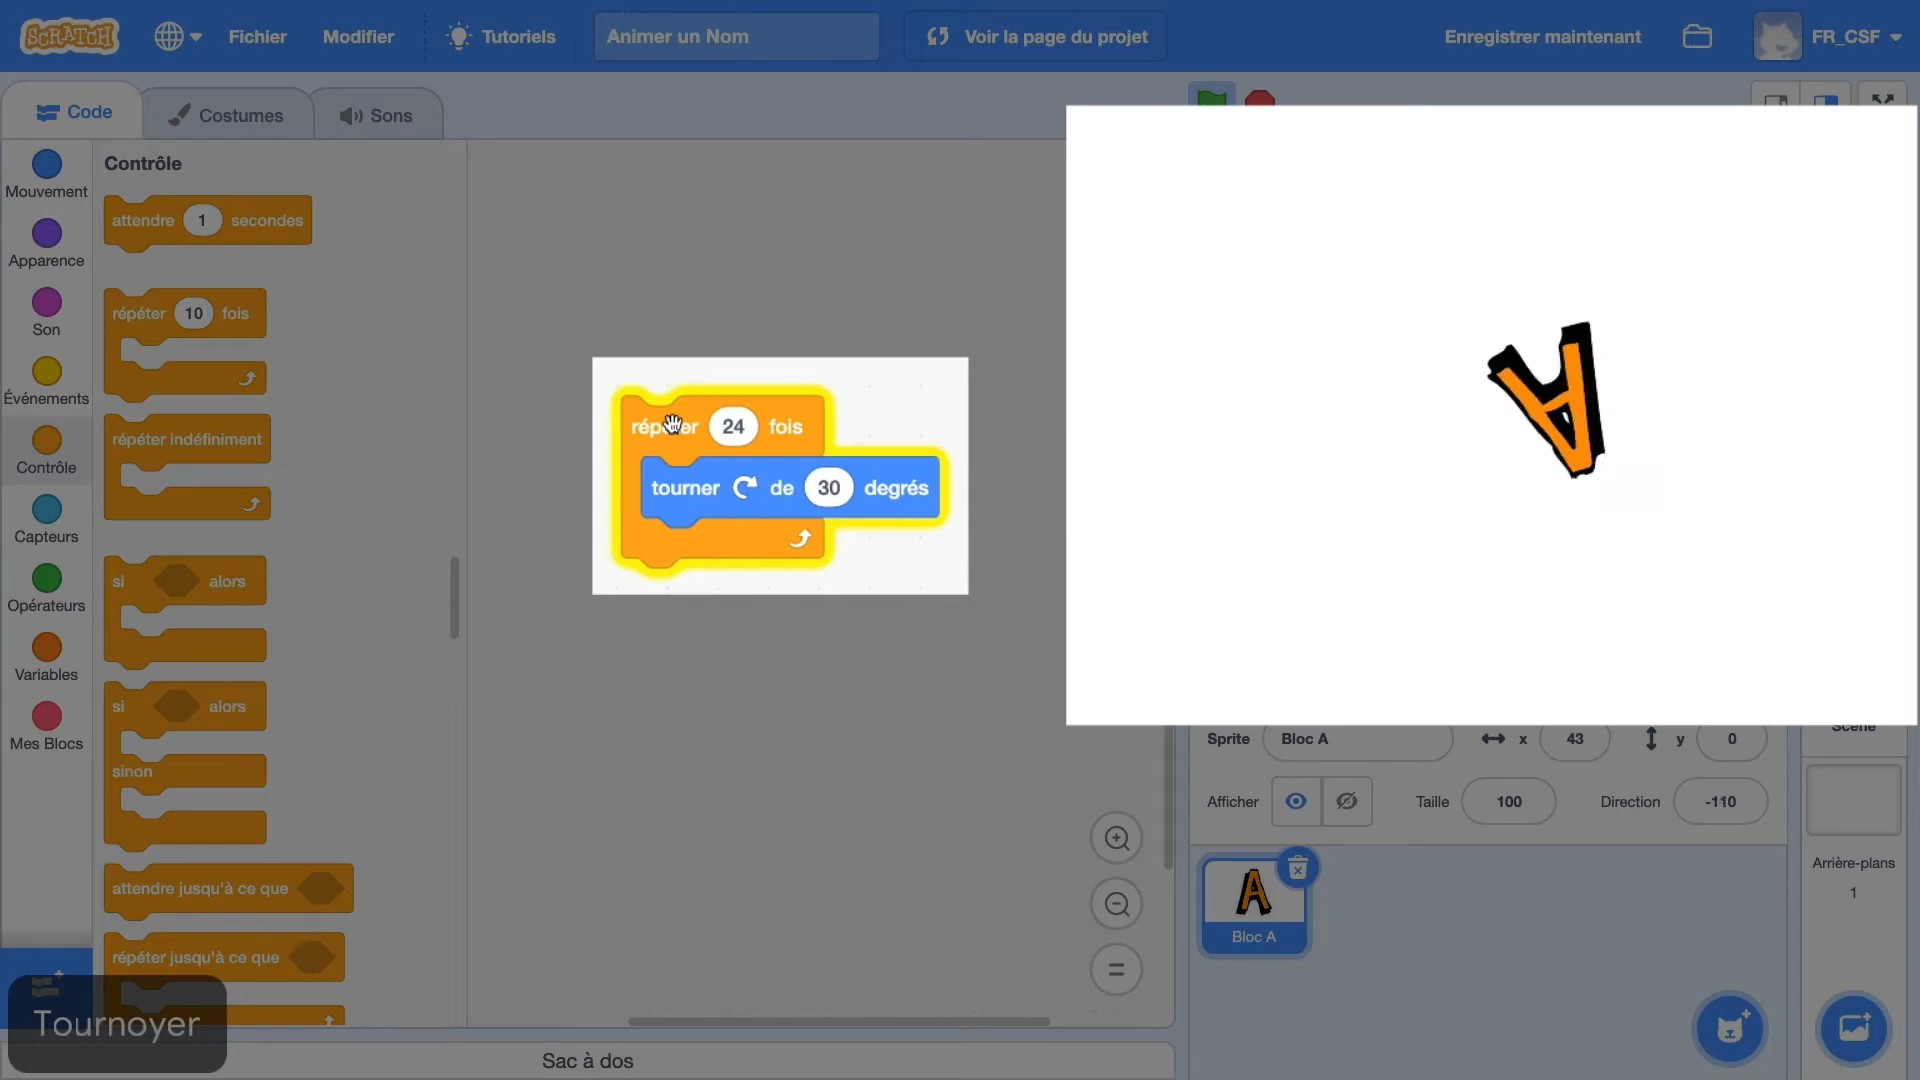 SCRATCH
Fichier
Modifier
Tutoriels
Animer un Nom
Voir la page du projet
Enregistrer maintenant
FR_CSF
Code
Costumes
Sons
Mouvement
Apparence
Son
Événements
Contrôle
Capteurs
Opérateurs
Variables
Mes Blocs
Contrôle
attendre 1 secondes
répéter 10 fois
répéter indéfiniment
si alors
si alors
sinon
attendre jusqu'à ce que
répéter jusqu'à ce que
répéter 24 fois
tourner de 30 degrés
A
Sprite Bloc A x 43 y 0
Afficher Taille 100 Direction -110
A
Bloc A
Scène
Arrière-plans
1
Tournoyer
Sac à dos